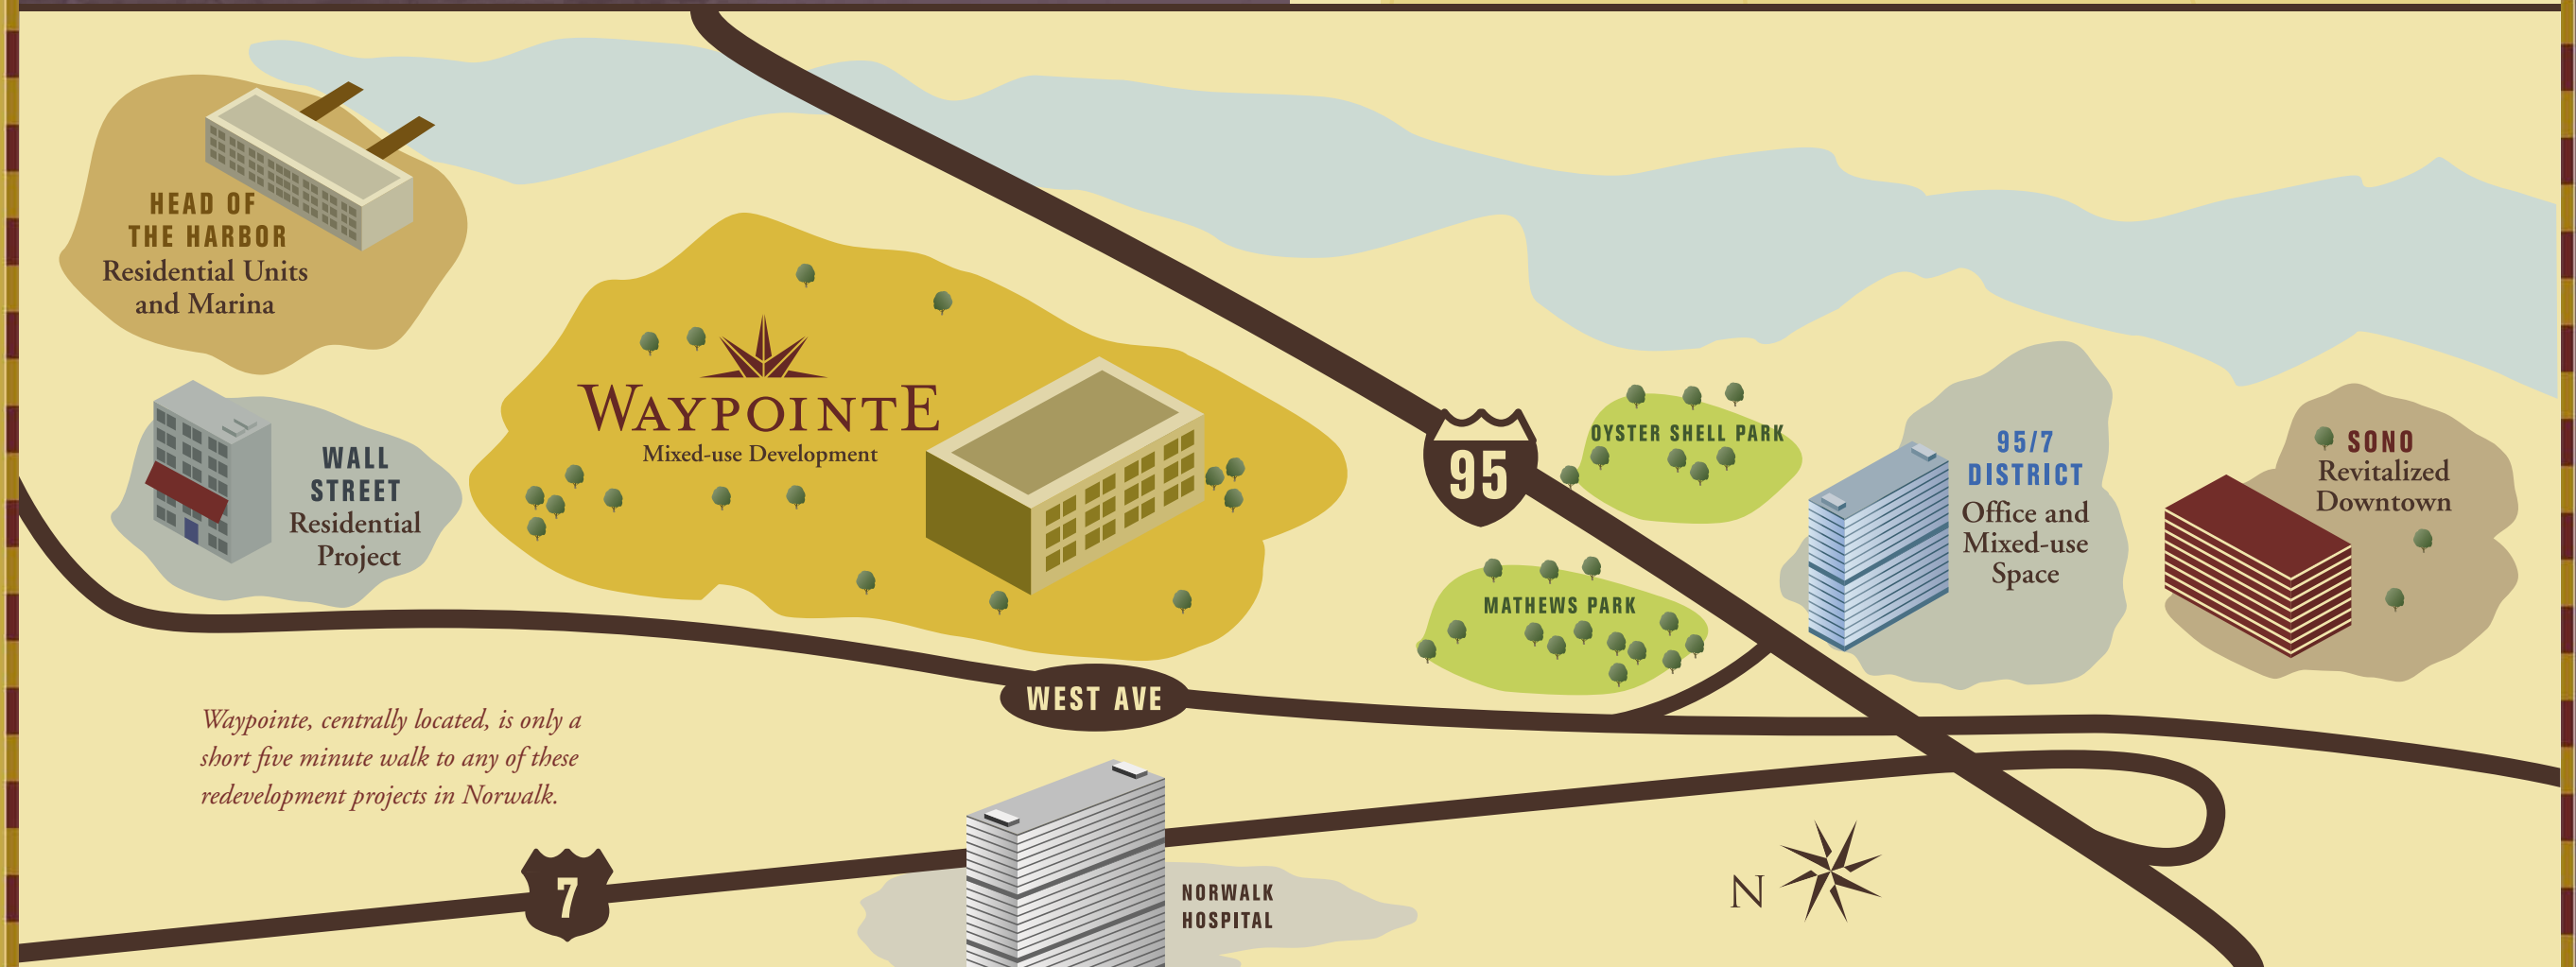 HEAD OF
THE HARBOR
Residential Units
and Marina
WALL
STREET
Residential
Project
WAYPOINTE
Mixed-use Development
95
OYSTER SHELL PARK
MATHEWS PARK
95/7
DISTRICT
Office and
Mixed-use
Space
SONO
Revitalized
Downtown
WEST AVE
Waypointe, centrally located, is only a
short five minute walk to any of these
redevelopment projects in Norwalk.
7
NORWALK
HOSPITAL
N